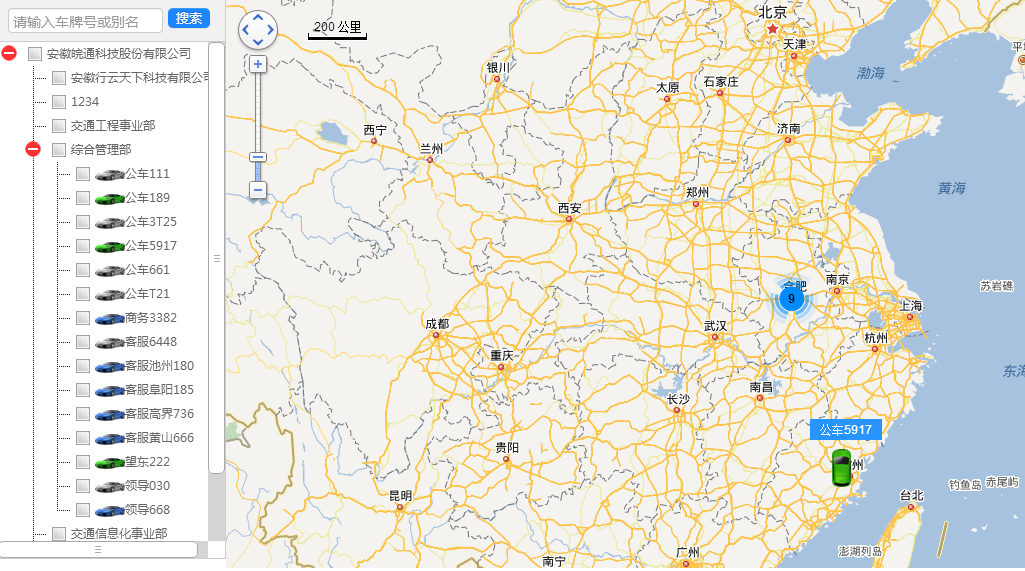 请输入车牌号或别名
搜索
安徽皖通科技股份有限公司
安徽行云天下科技有限公司
1234
交通工程事业部
综合管理部
公车111
公车189
公车3T25
公车5917
公车661
公车T21
商务3382
客服6448
客服池州180
客服阜阳185
客服高界736
客服黄山666
望东222
领导030
领导668
交通信息化事业部
200 公里
北京
天津
渤海
银川
太原
石家庄
西宁
兰州
济南
黄海
郑州
西安
合肥
9
南京
苏岩礁
上海
成都
武汉
杭州
重庆
南昌
长沙
公车5917
贵阳
州
钓鱼岛
赤尾屿
昆明
台北
澎湖列岛
广州
南宁